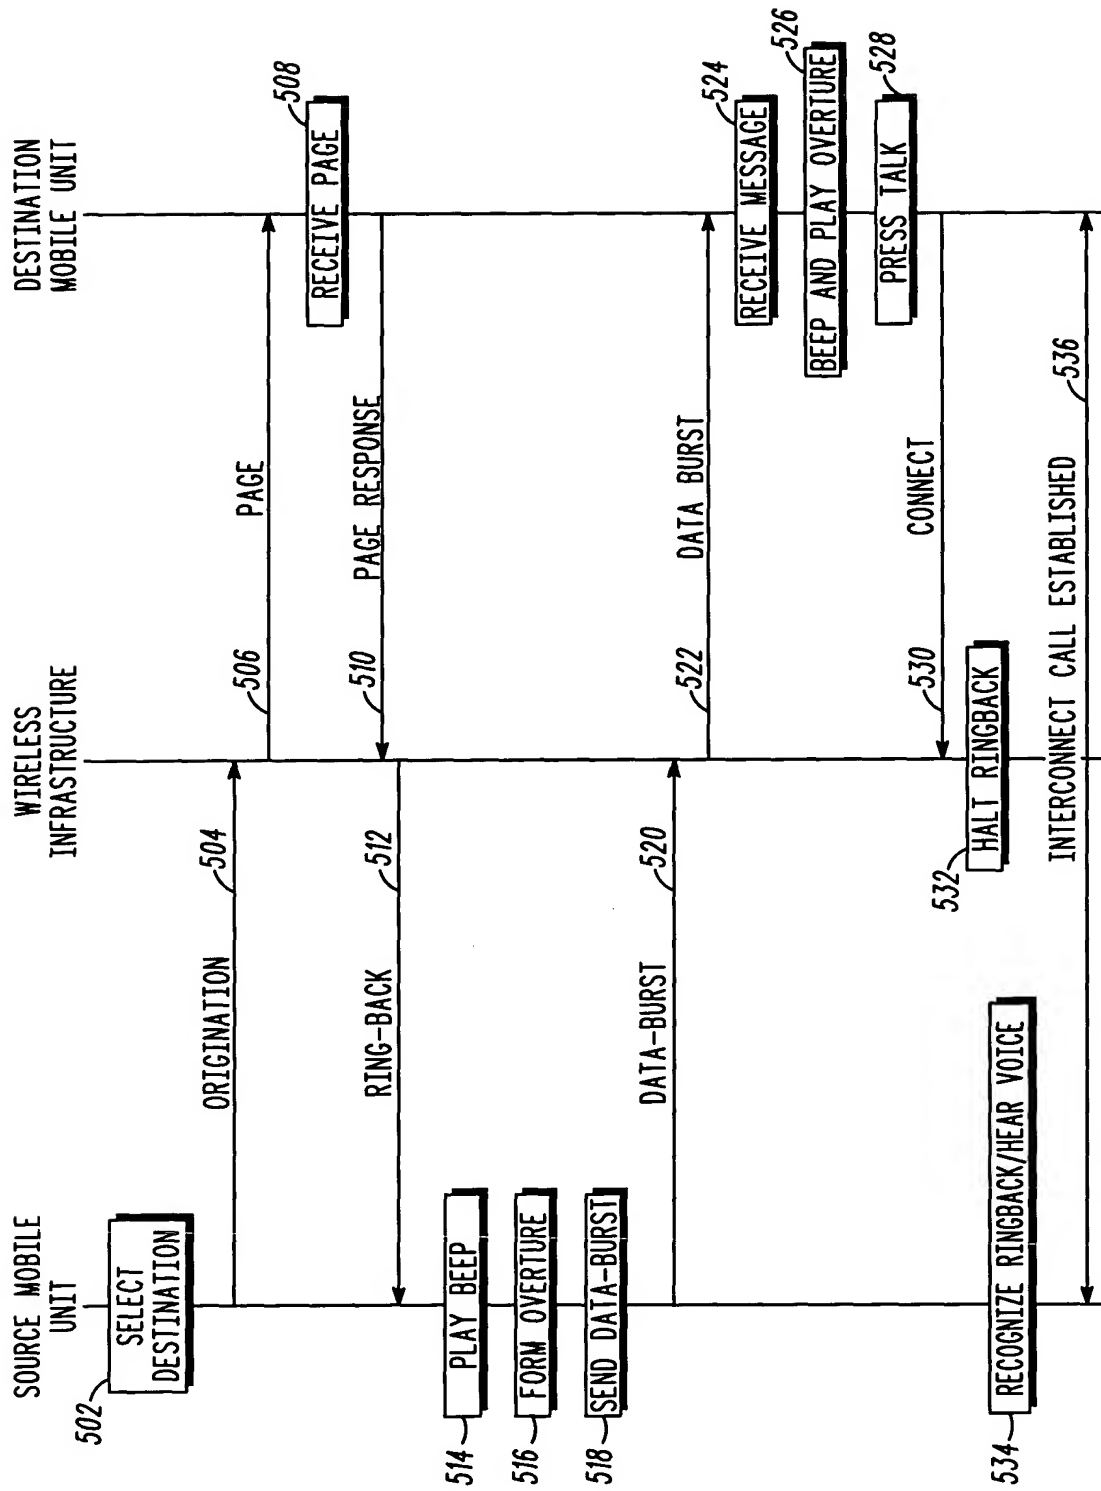 SOURCE MOBILE
UNIT
WIRELESS
INFRASTRUCTURE
DESTINATION
MOBILE UNIT
502
SELECT
DESTINATION
ORIGINATION
504
506
PAGE
508
RECEIVE PAGE
510
PAGE RESPONSE
RING-BACK
512
514
PLAY BEEP
516
FORM OVERTURE
518
SEND DATA-BURST
DATA-BURST
520
522
DATA BURST
524
RECEIVE MESSAGE
526
BEEP AND PLAY OVERTURE
528
PRESS TALK
530
CONNECT
532
HALT RINGBACK
534
RECOGNIZE RINGBACK/HEAR VOICE
INTERCONNECT CALL ESTABLISHED
536